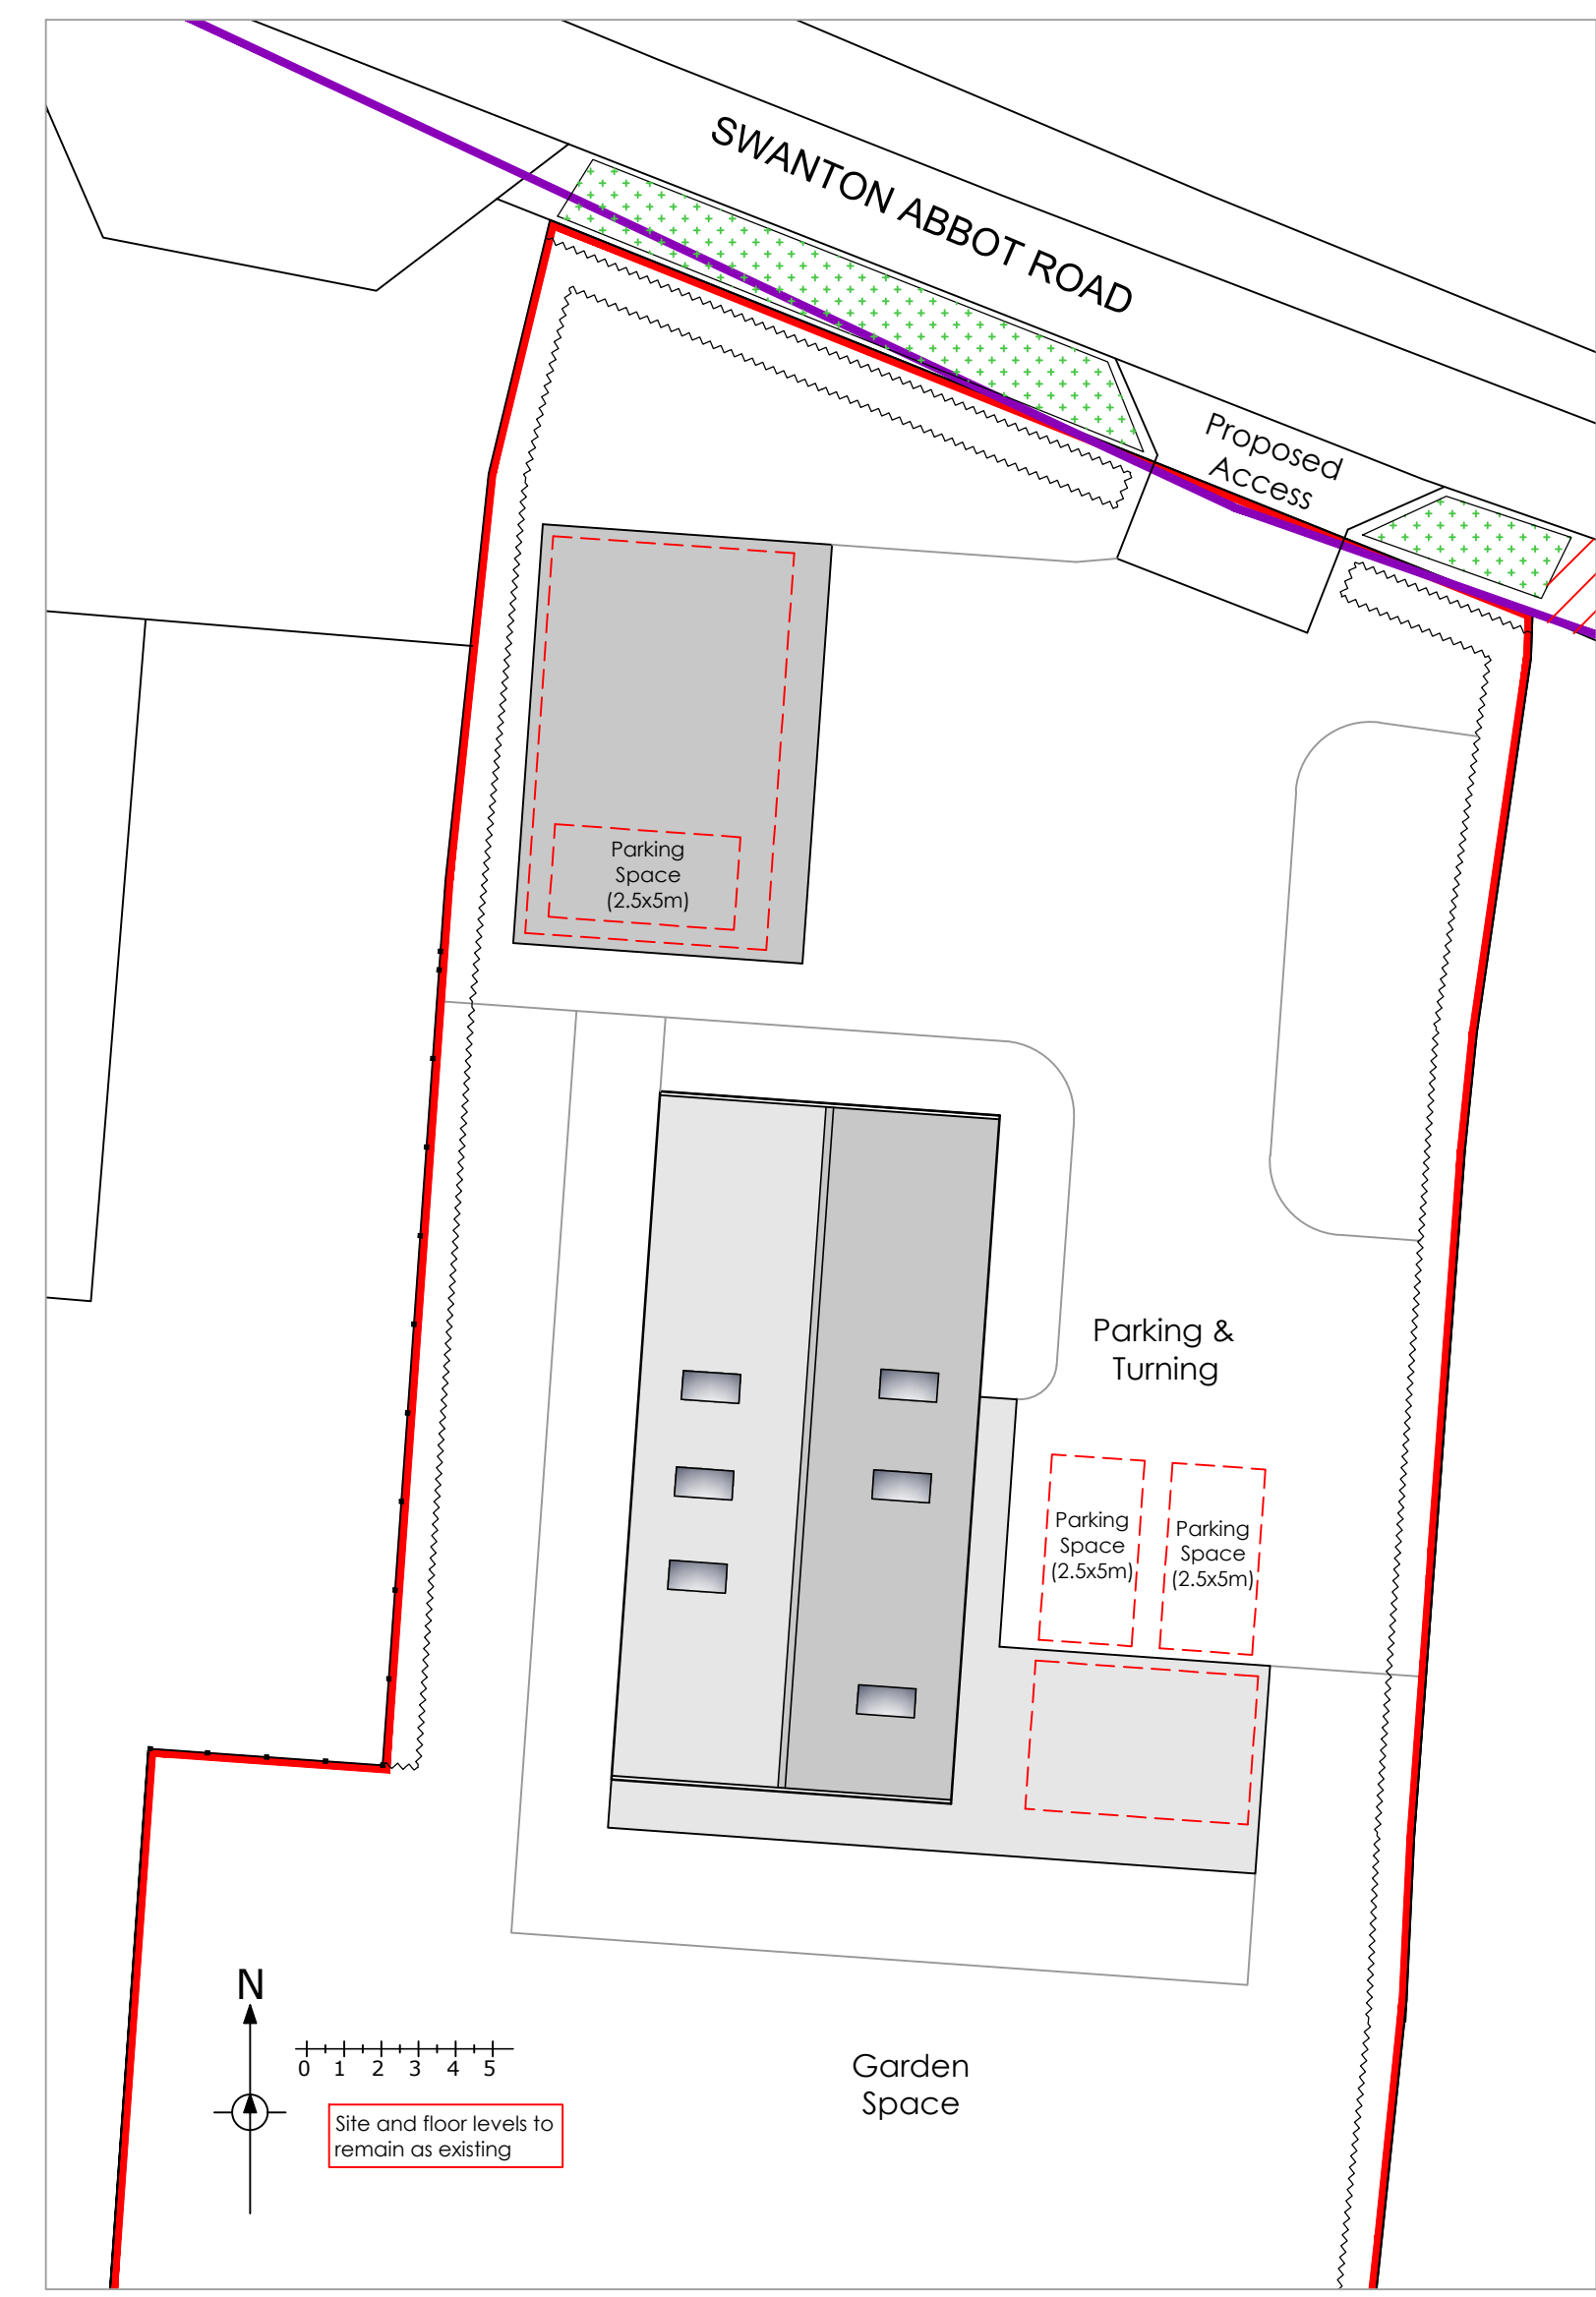 SWANTON ABBOT ROAD
Proposed
Access
Parking
Space
(2.5x5m)
Parking &
Turning
Parking
Space
(2.5x5m)
Parking
Space
(2.5x5m)
N
0 1 2 3 4 5
Site and floor levels to
remain as existing
Garden
Space